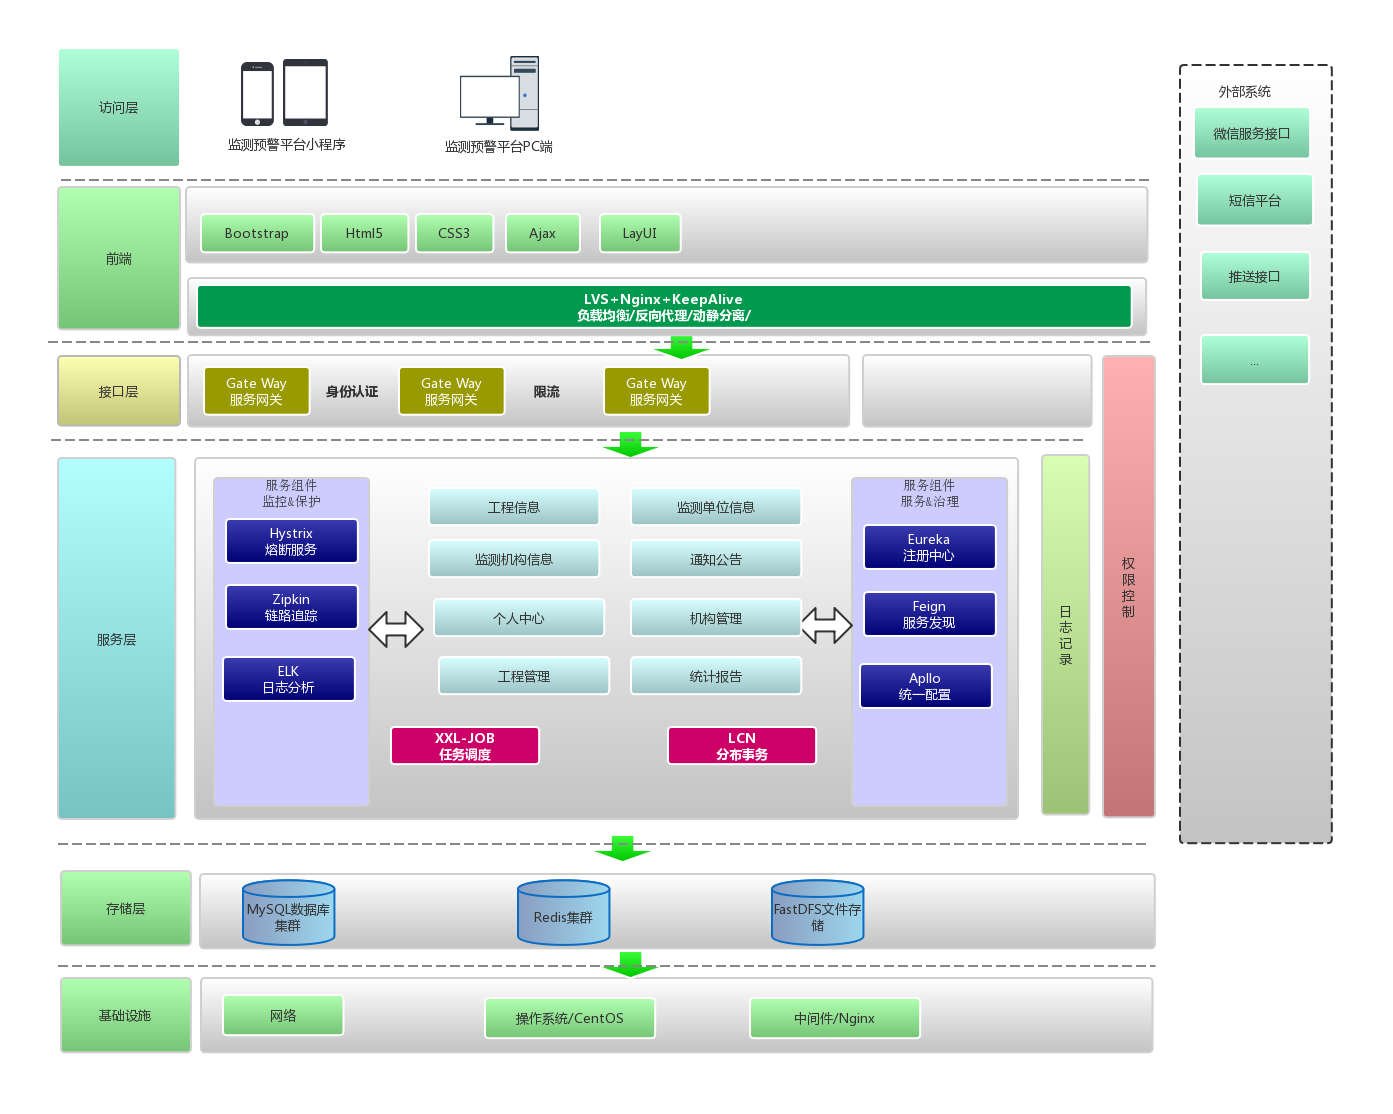 访问层
监测预警平台小程序
监测预警平台PC端
外部系统
微信服务接口
短信平台
推送接口
...
前端
Bootstrap
Html5
CSS3
Ajax
LayUI
LVS+Nginx+KeepAlive
负载均衡/反向代理/动静分离/
接口层
Gate Way
服务网关
身份认证
Gate Way
服务网关
限流
Gate Way
服务网关
服务层
服务组件
监控&保护
Hystrix
熔断服务
Zipkin
链路追踪
ELK
日志分析
工程信息
监测单位信息
监测机构信息
通知公告
个人中心
机构管理
工程管理
统计报告
XXL-JOB
任务调度
LCN
分布事务
服务组件
服务&治理
Eureka
注册中心
Feign
服务发现
Apllo
统一配置
日
志
记
录
权
限
控
制
存储层
MySQL数据库
集群
Redis集群
FastDFS文件存
储
基础设施
网络
操作系统/CentOS
中间件/Nginx